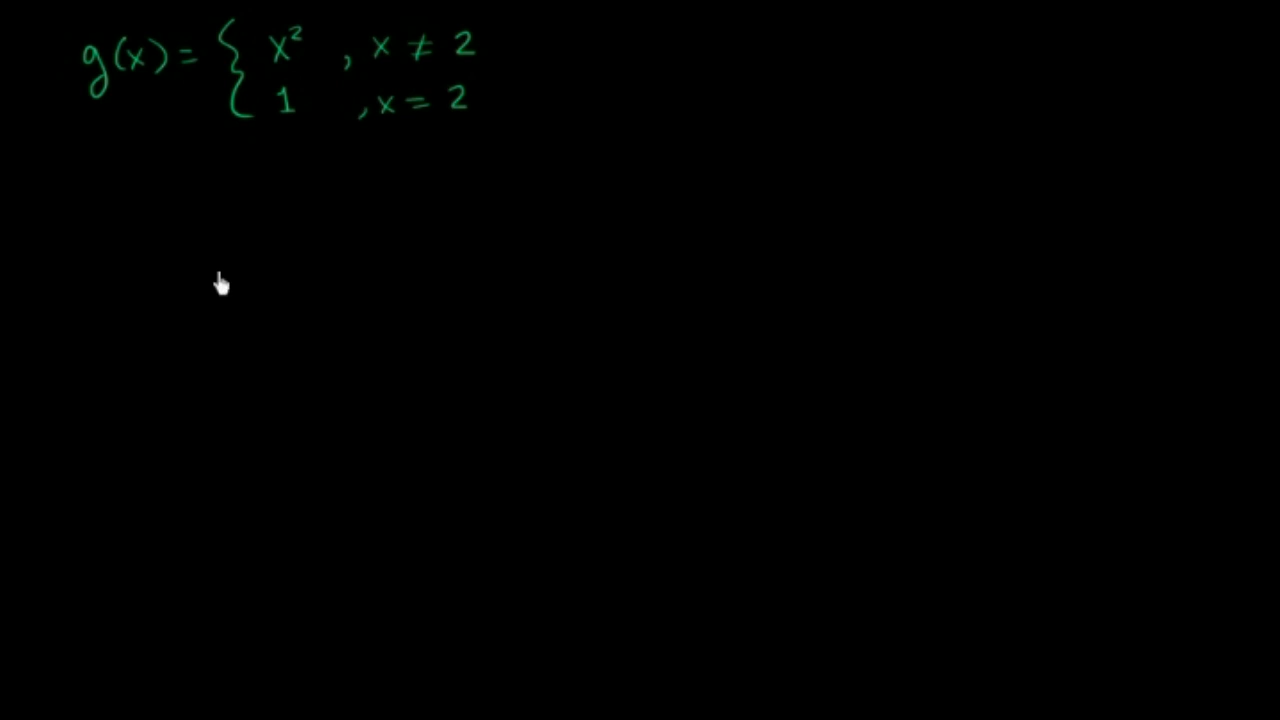 g(x) = { x² , x ≠ 2
1 , x = 2